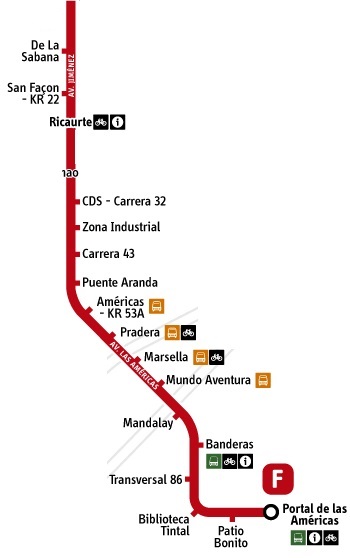 De La
Sabana
AV. JIMÉNEZ
San Façon
- KR 22
Ricaurte
CDS - Carrera 32
Zona Industrial
Carrera 43
Puente Aranda
Américas
- KR 53A
Pradera
AV. LAS AMÉRICAS
Marsella
Mundo Aventura
Mandalay
Banderas
Transversal 86
F
Portal de las
Américas
Biblioteca
Tintal
Patio
Bonito